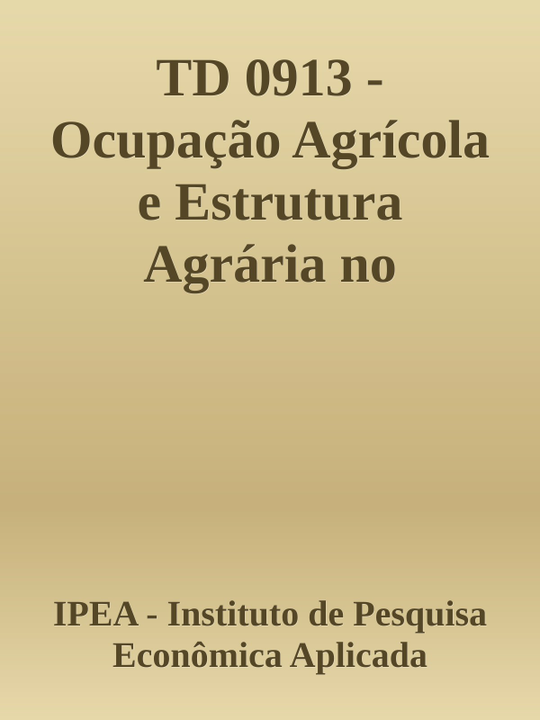 TD 0913 -
Ocupação Agrícola
e Estrutura
Agrária no
IPEA - Instituto de Pesquisa
Econômica Aplicada